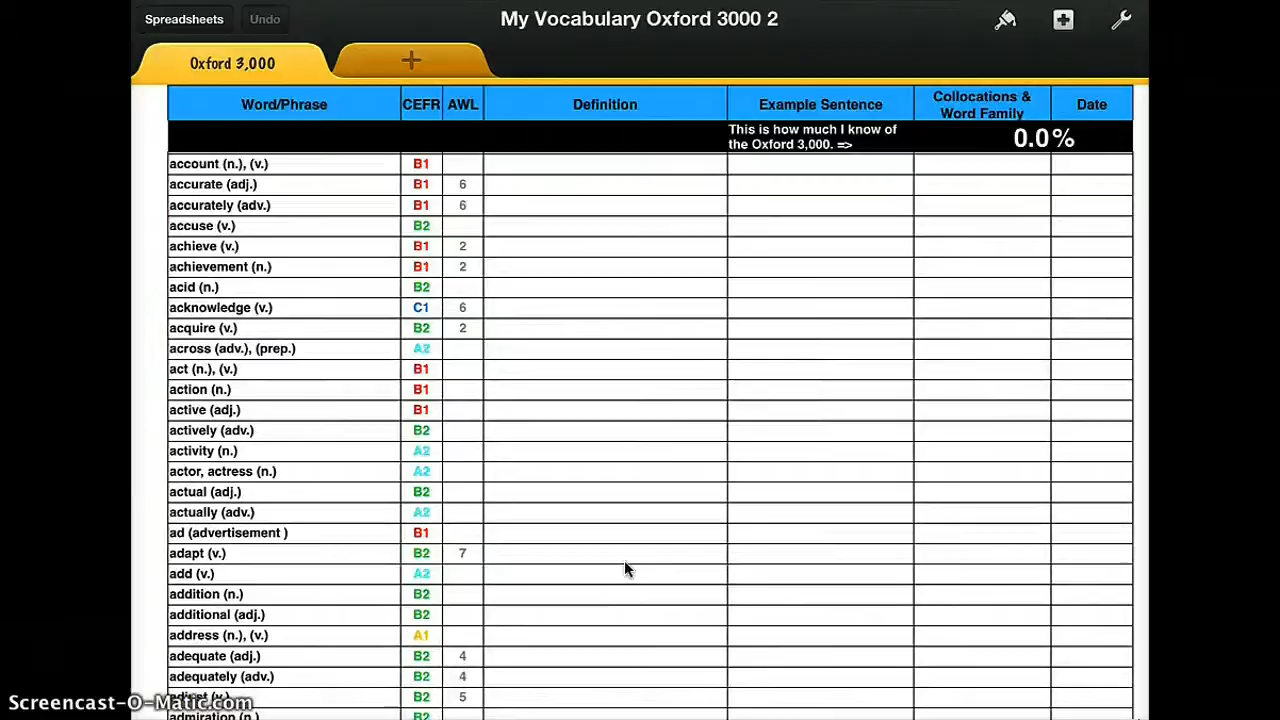 Spreadsheets Undo My Vocabulary Oxford 3000 2
Oxford 3,000 +
Word/Phrase CEFR AWL Definition Example Sentence Collocations & Word Family Date
This is how much I know of
the Oxford 3,000. => 0.0%
account (n.), (v.) B1
accurate (adj.) B1 6
accurately (adv.) B1 6
accuse (v.) B2
achieve (v.) B1 2
achievement (n.) B1 2
acid (n.) B2
acknowledge (v.) C1 6
acquire (v.) B2 2
across (adv.), (prep.) A2
act (n.), (v.) B1
action (n.) B1
active (adj.) B1
actively (adv.) B2
activity (n.) A2
actor, actress (n.) A2
actual (adj.) B2
actually (adv.) A2
ad (advertisement ) B1
adapt (v.) B2 7
add (v.) A2
addition (n.) B2
additional (adj.) B2
address (n.), (v.) A1
adequate (adj.) B2 4
adequately (adv.) B2 4
adjust (v.) B2 5
admiration (n.) B2
Screencast-O-Matic.com